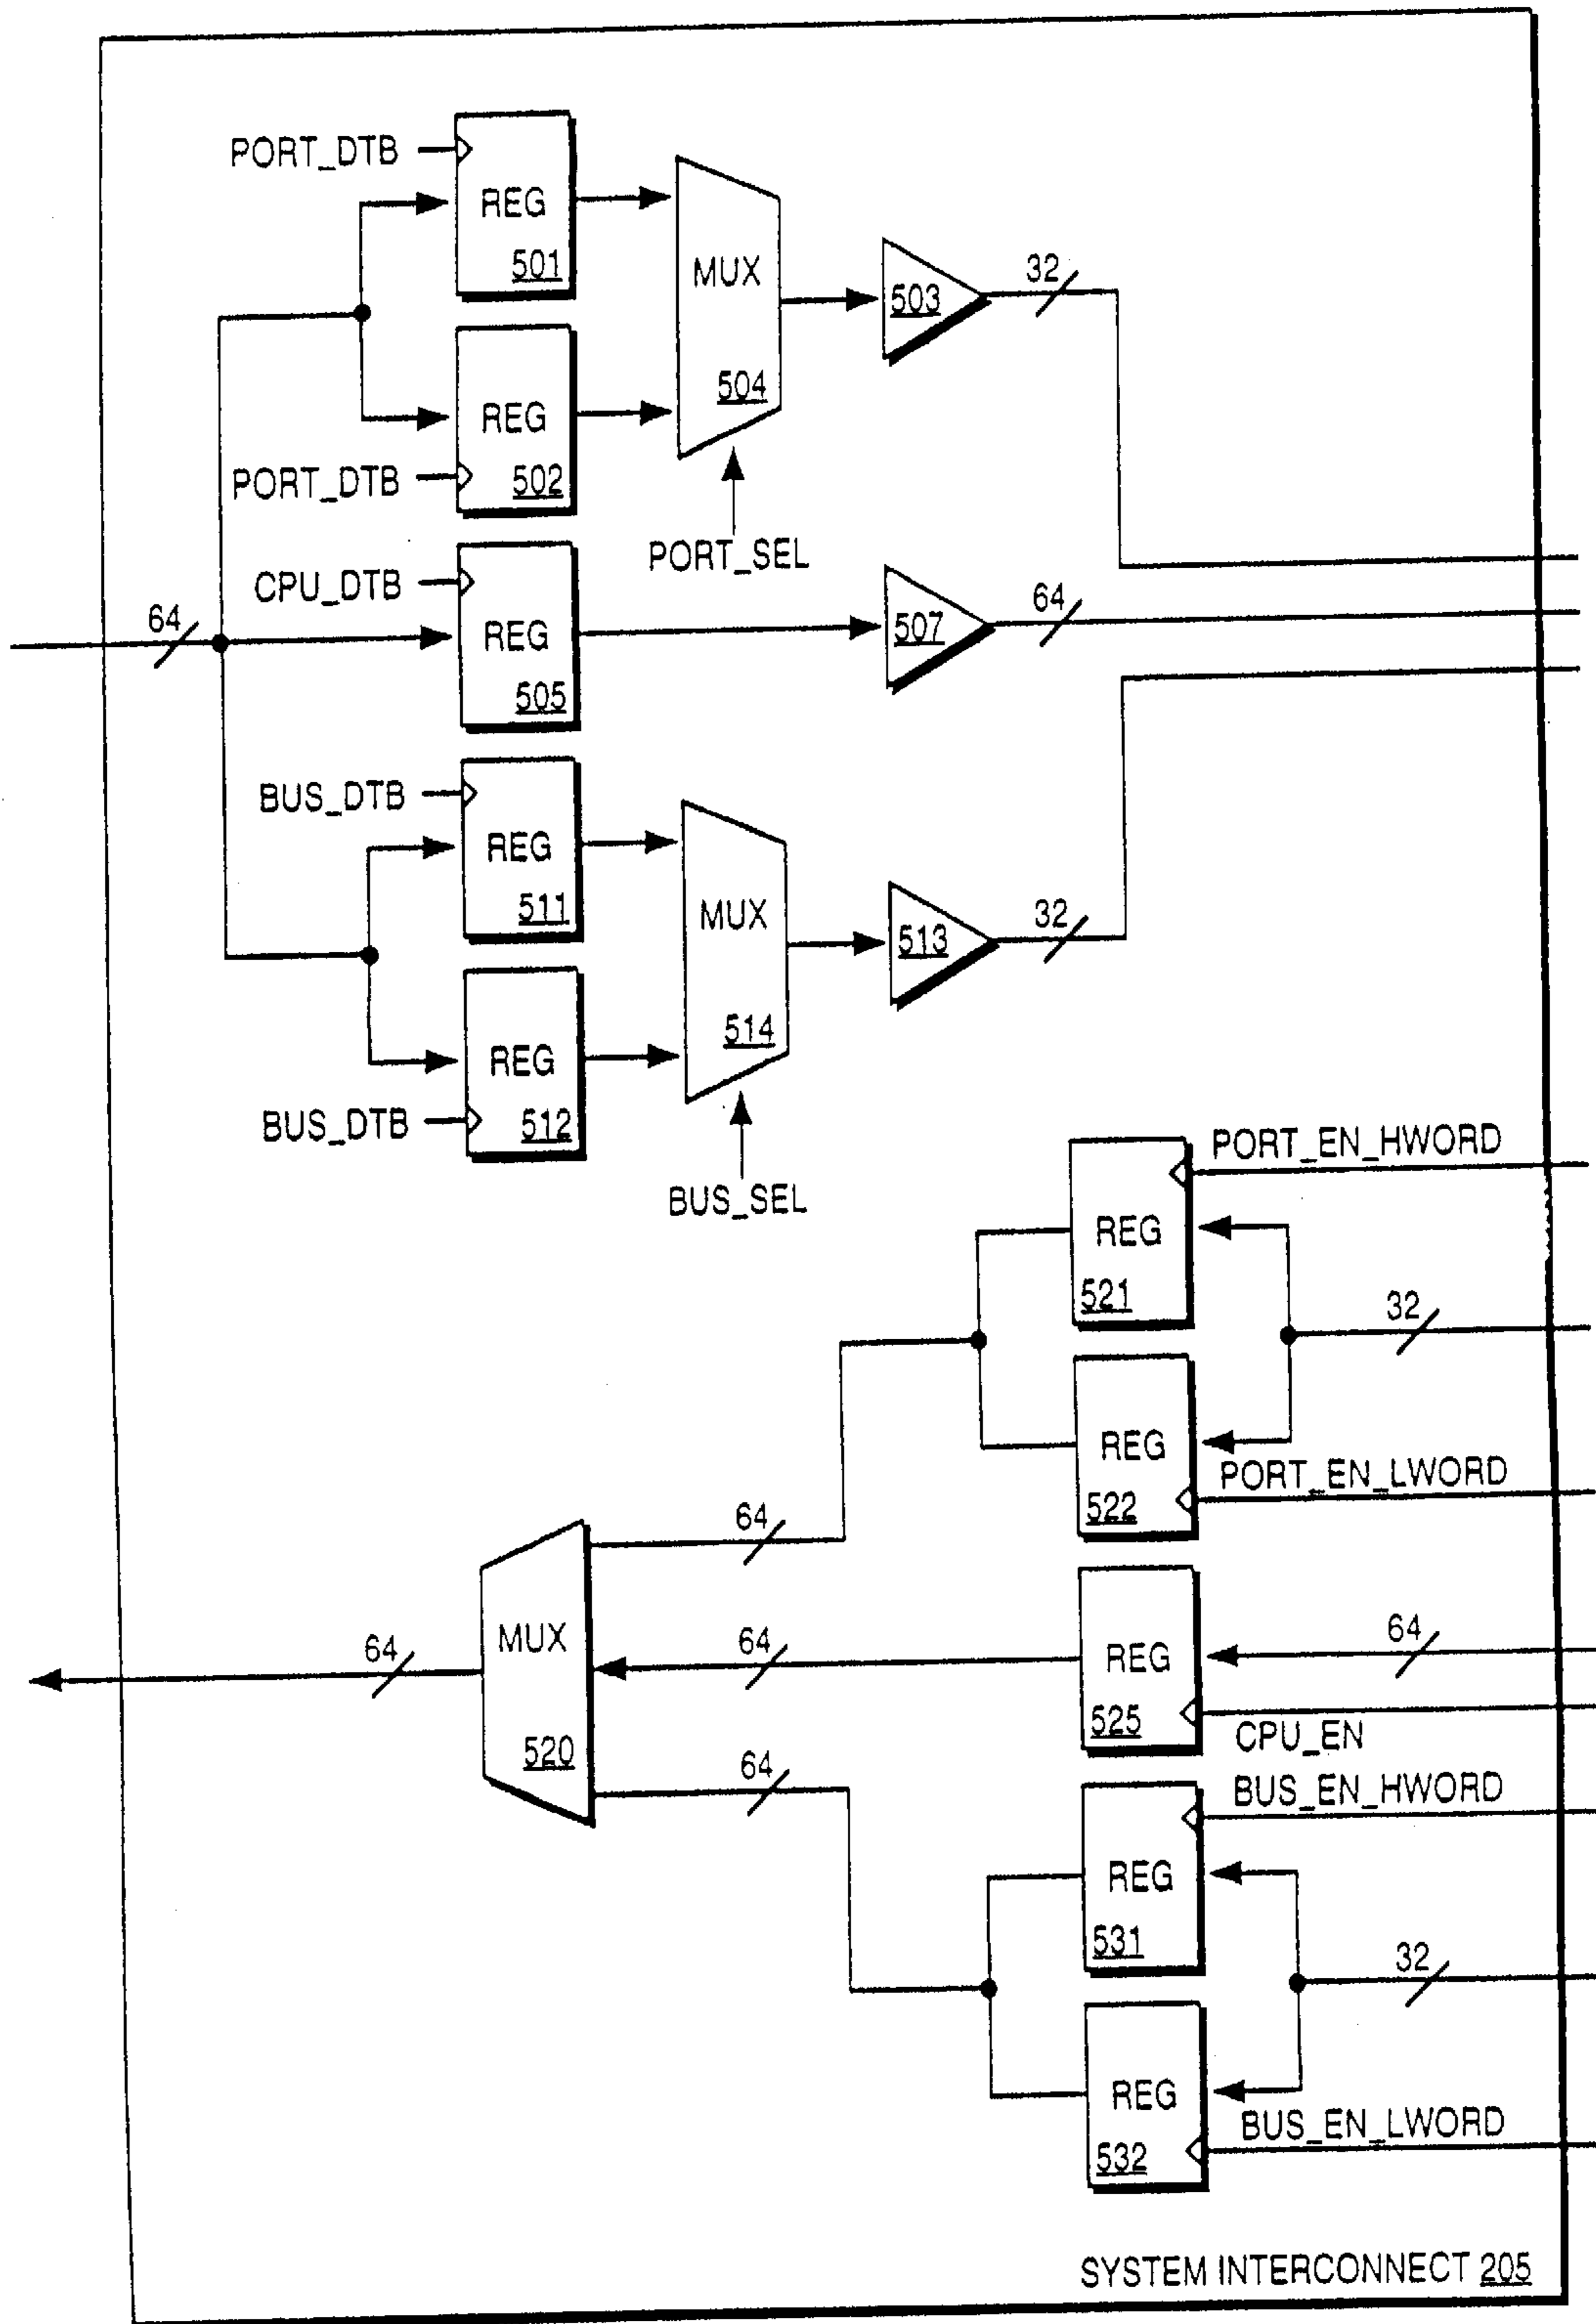 PORT_DTB
REG
501
MUX
504
503
32
REG
502
PORT_DTB
PORT_SEL
CPU_DTB
64
REG
505
507
64
BUS_DTB
REG
511
MUX
514
513
32
REG
512
BUS_DTB
BUS_SEL
PORT_EN_HWORD
REG
521
32
REG
522
PORT_EN_LWORD
64
MUX
520
64
64
REG
525
64
CPU_EN
64
BUS_EN_HWORD
REG
531
32
REG
532
BUS_EN_LWORD
SYSTEM INTERCONNECT 205